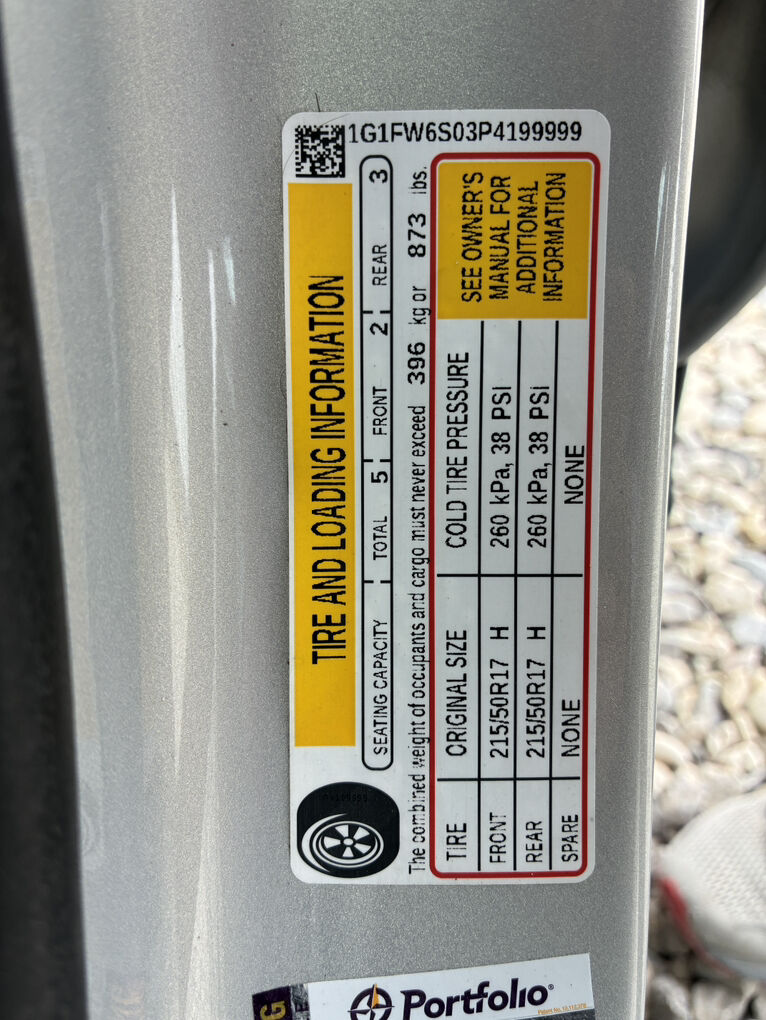 1G1FW6S03P4199999
TIRE AND LOADING INFORMATION
SEATING CAPACITY TOTAL 5 FRONT 2 REAR 3
The combined weight of occupants and cargo must never exceed 396 kg or 873 lbs.
TIRE ORIGINAL SIZE COLD TIRE PRESSURE
FRONT 215/50R17 H 260 kPa, 38 PSI
REAR 215/50R17 H 260 kPa, 38 PSI
SPARE NONE NONE
SEE OWNER'S
MANUAL FOR
ADDITIONAL
INFORMATION
Portfolio®